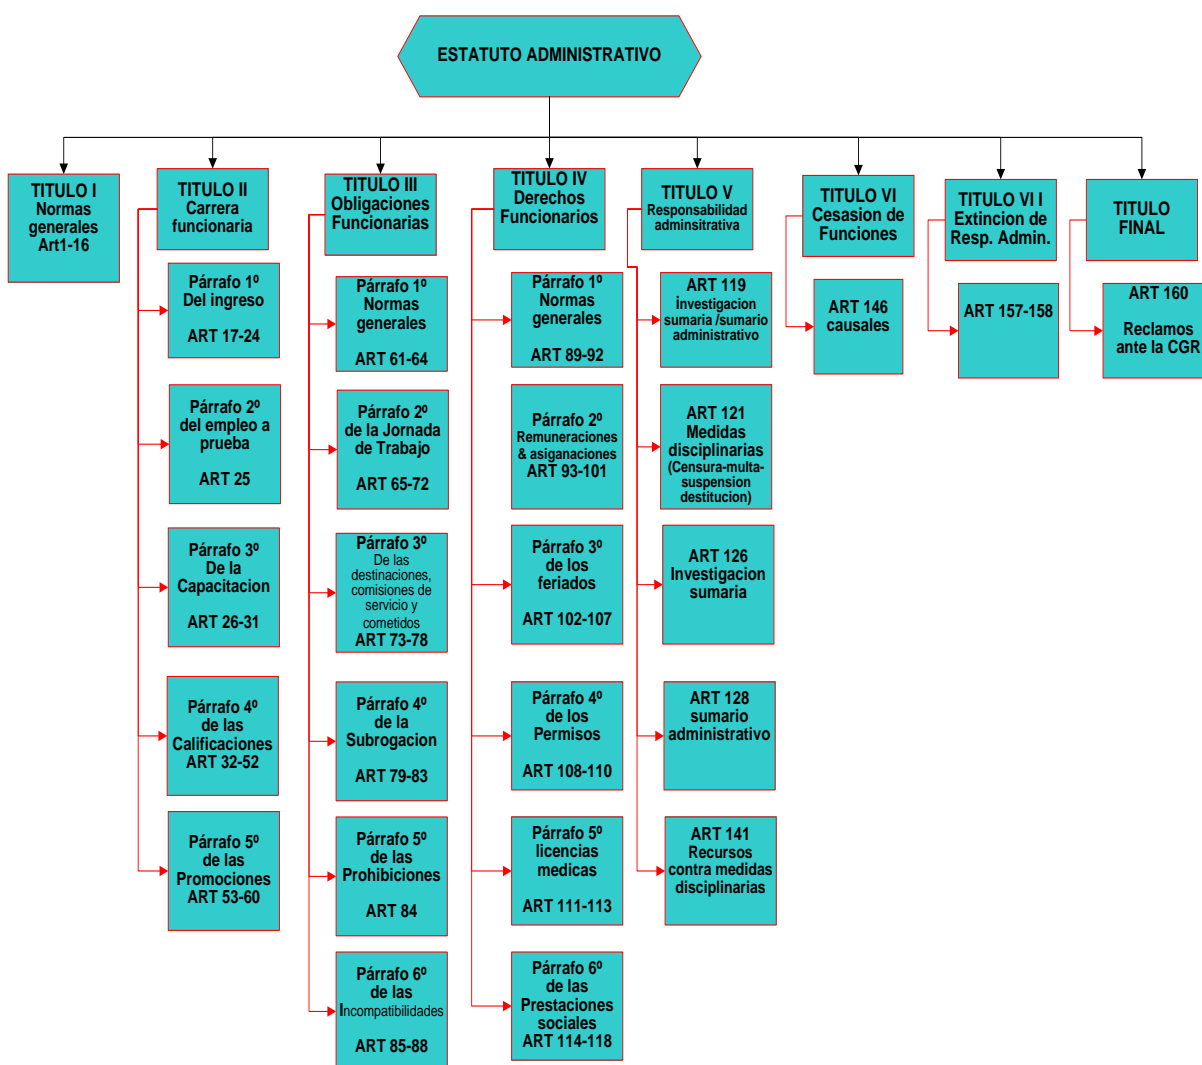 ESTATUTO ADMINISTRATIVO
TITULO I
Normas
generales
Art1-16
TITULO II
Carrera
funcionaria
Párrafo 1º
Del ingreso
ART 17-24
Párrafo 2º
del empleo a
prueba
ART 25
Párrafo 3º
De la
Capacitacion
ART 26-31
Párrafo 4º
de las
Calificaciones
ART 32-52
Párrafo 5º
de las
Promociones
ART 53-60
TITULO III
Obligaciones
Funcionarias
Párrafo 1º
Normas
generales
ART 61-64
Párrafo 2º
de la Jornada
de Trabajo
ART 65-72
Párrafo 3º
De las
destinaciones,
comisiones de
servicio y
cometidos
ART 73-78
Párrafo 4º
de la
Subrogacion
ART 79-83
Párrafo 5º
de las
Prohibiciones
ART 84
Párrafo 6º
de las
Incompatibilidades
ART 85-88
TITULO IV
Derechos
Funcionarios
Párrafo 1º
Normas
generales
ART 89-92
Párrafo 2º
Remuneraciones
& asiganaciones
ART 93-101
Párrafo 3º
de los
feriados
ART 102-107
Párrafo 4º
de los
Permisos
ART 108-110
Párrafo 5º
licencias
medicas
ART 111-113
Párrafo 6º
de las
Prestaciones
sociales
ART 114-118
TITULO V
Responsabilidad
adminsitrativa
ART 119
investigacion
sumaria /sumario
administrativo
ART 121
Medidas
disciplinarias
(Censura-multa-
suspension
destitucion)
ART 126
Investigacion
sumaria
ART 128
sumario
administrativo
ART 141
Recursos
contra medidas
disciplinarias
TITULO VI
Cesasion de
Funciones
ART 146
causales
TITULO VI I
Extincion de
Resp. Admin.
ART 157-158
TITULO
FINAL
ART 160
Reclamos
ante la CGR